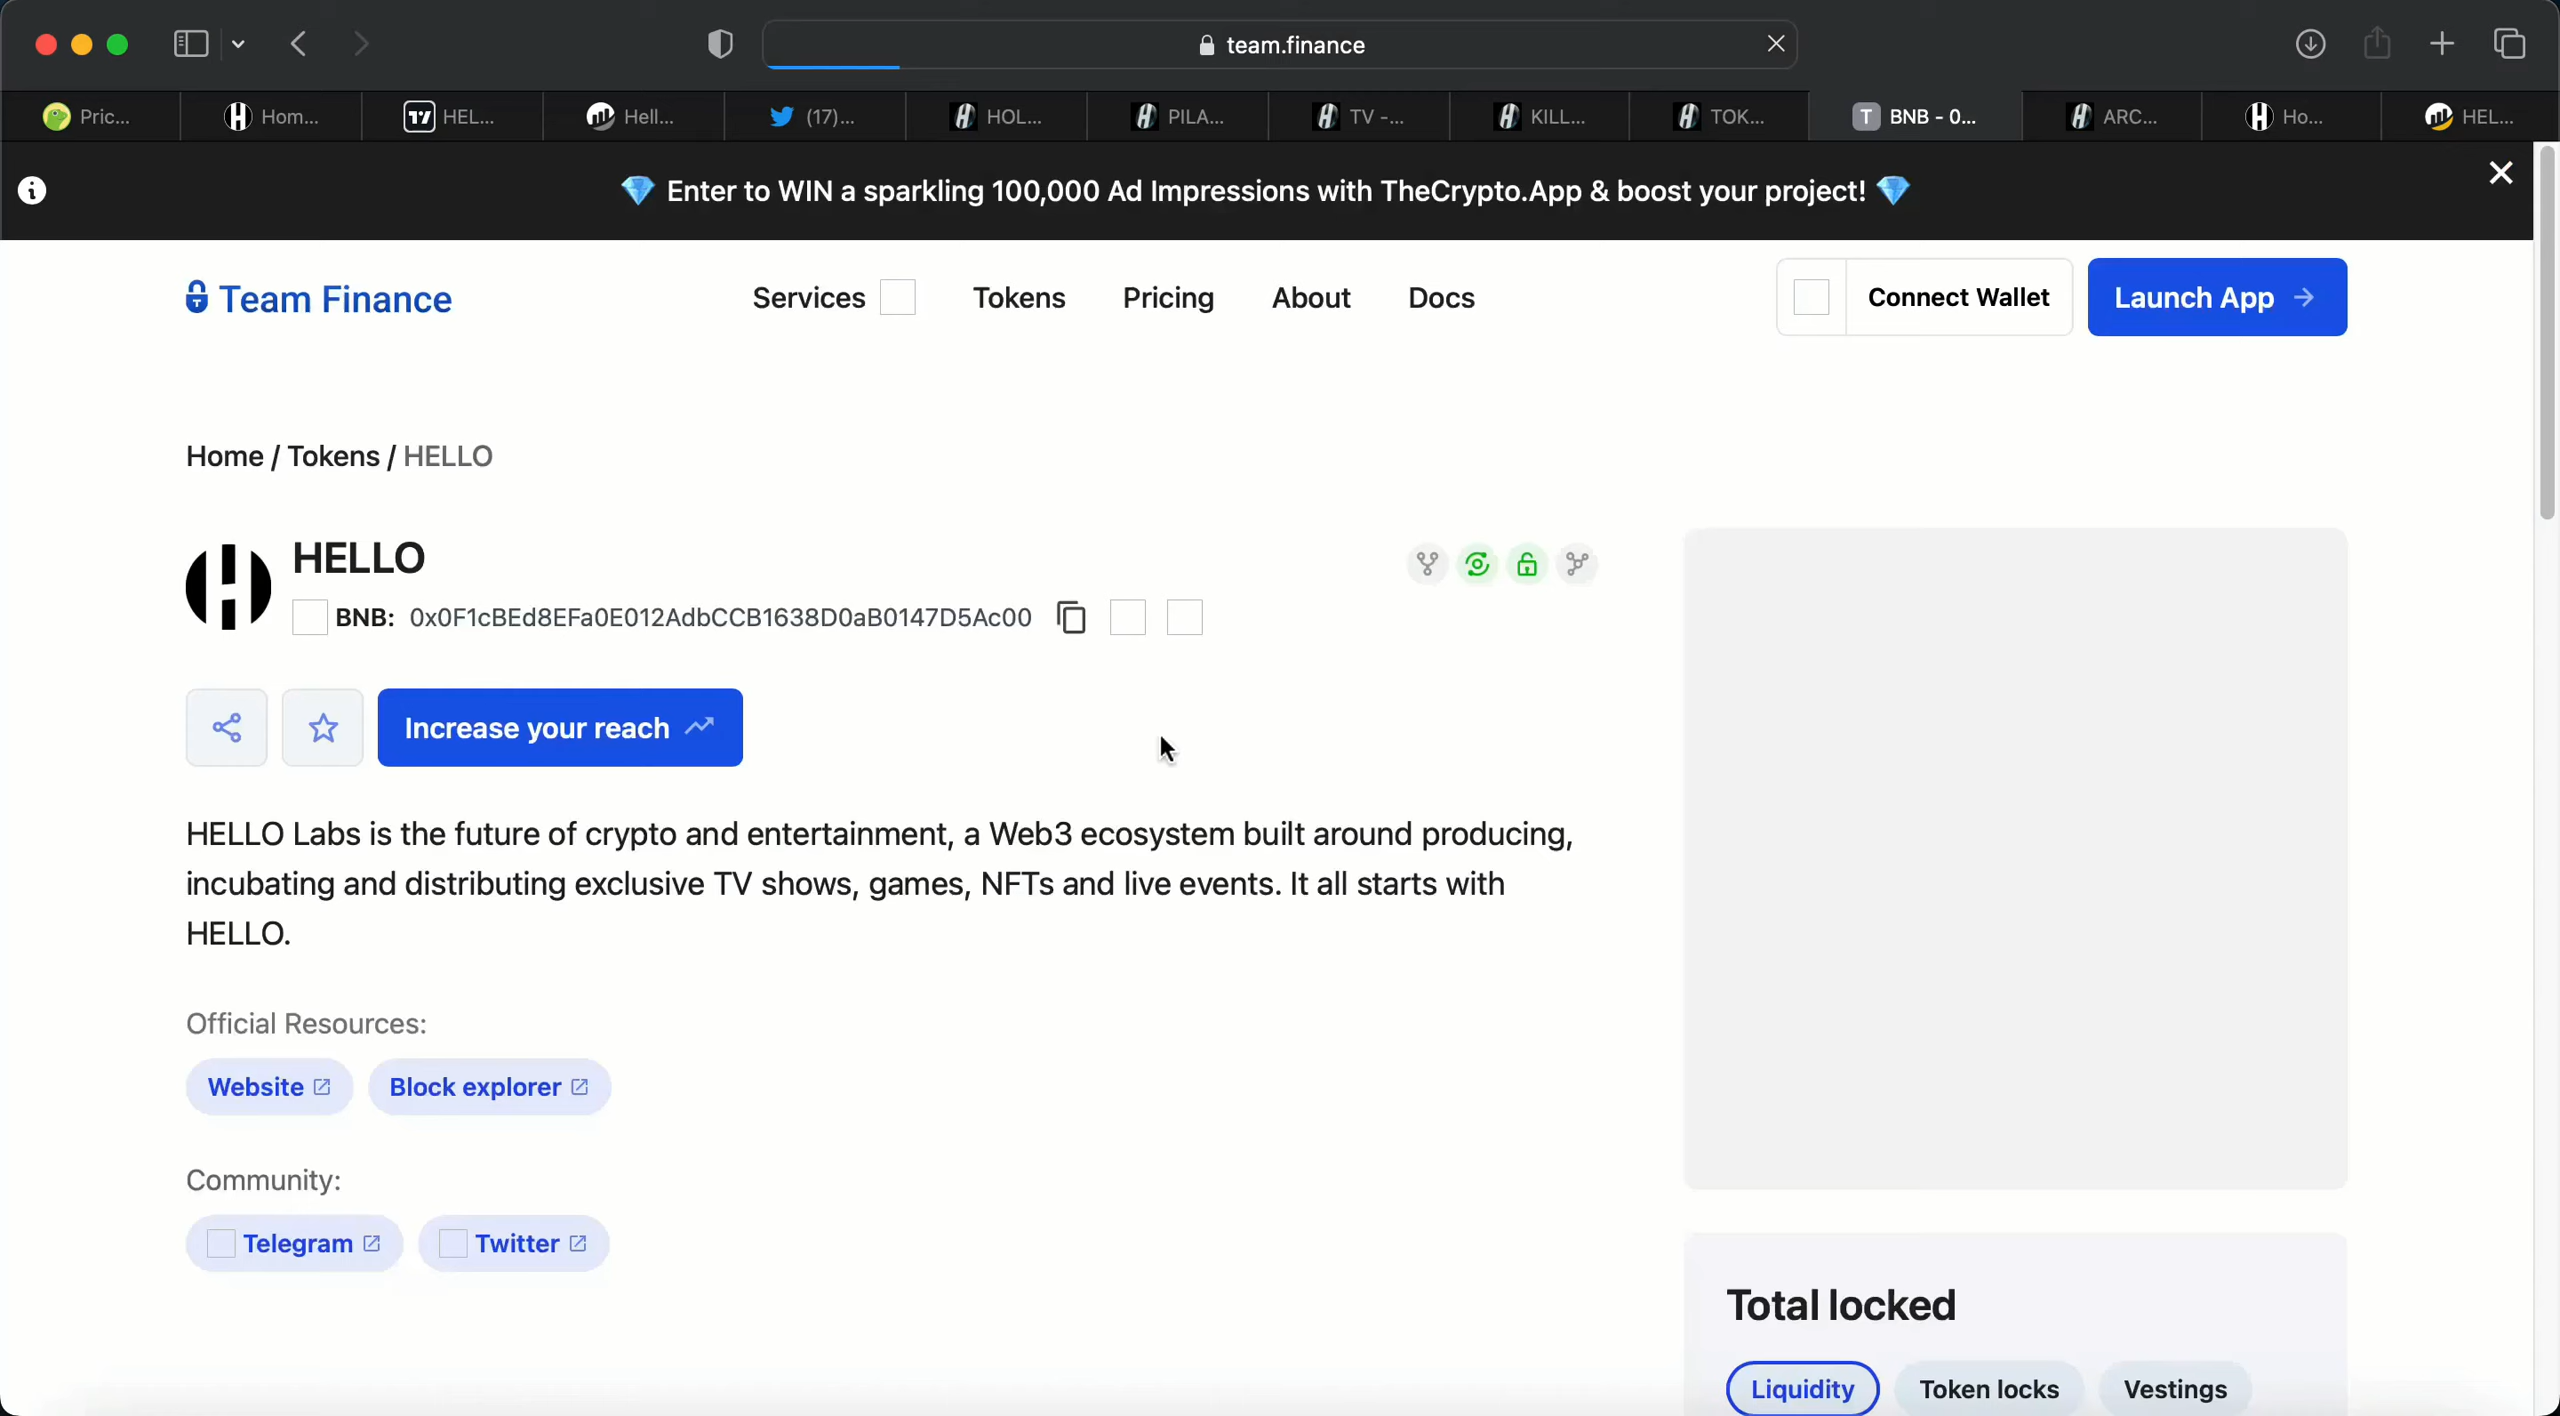 team.finance
Pric...
Hom...
HEL...
Hell...
(17)...
HOL...
PILA...
TV -...
KILL...
TOK...
T BNB - 0...
ARC...
Ho...
HEL...
💎 Enter to WIN a sparkling 100,000 Ad Impressions with TheCrypto.App & boost your project! 💎
Team Finance
Services
Tokens
Pricing
About
Docs
Connect Wallet
Launch App →
Home / Tokens / HELLO
HELLO
BNB: 0x0F1cBEd8EFa0E012AdbCCB1638D0aB0147D5Ac00
Increase your reach
HELLO Labs is the future of crypto and entertainment, a Web3 ecosystem built around producing,
incubating and distributing exclusive TV shows, games, NFTs and live events. It all starts with
HELLO.
Official Resources:
Website
Block explorer
Community:
Telegram
Twitter
Total locked
Liquidity
Token locks
Vestings